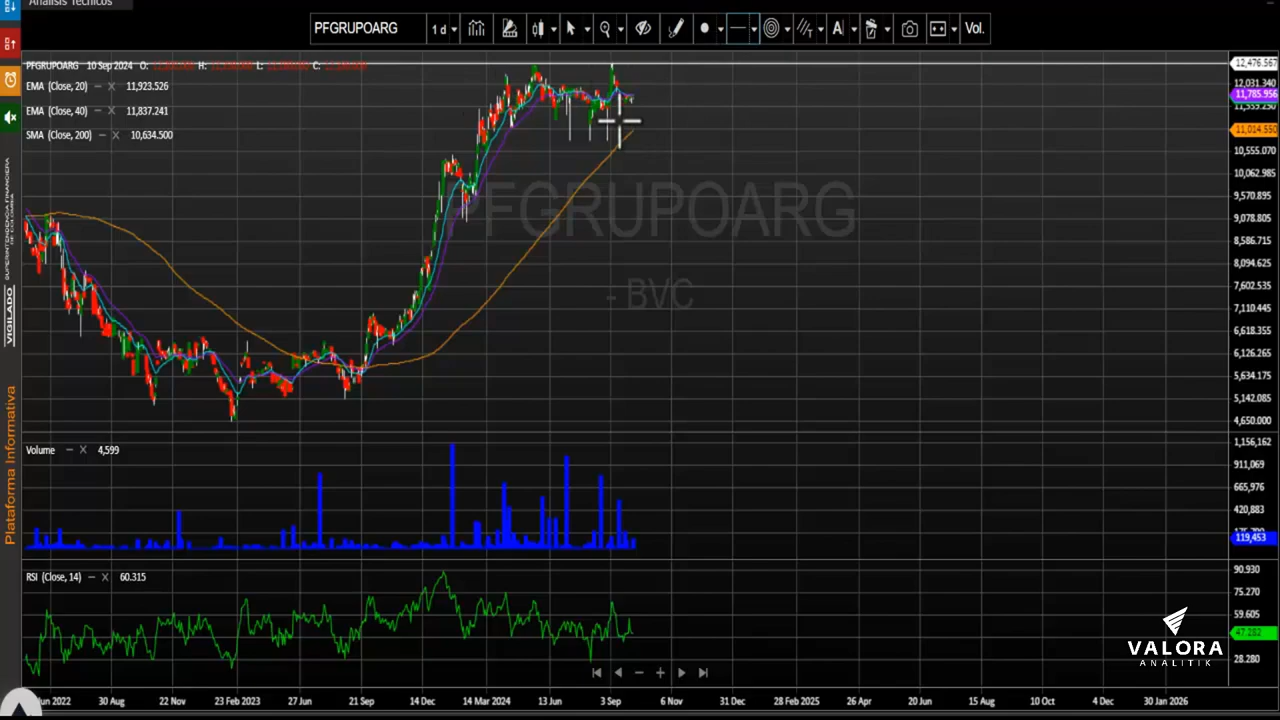 Análisis Técnicos
PFGRUPOARG 1 d A Vol.
PFGRUPOARG 10 Sep 2024 O: H: L: C:
EMA (Close, 20) – X 11,923.526
EMA (Close, 40) – X 11,837.241
SMA (Close, 200) – X 10,634.500
12,476.567
12,031.340
11,785.956
11,014.550
10,555.070
10,062.985
9,570.895
9,078.805
8,586.715
8,094.625
7,602.535
7,110.445
6,618.355
6,126.265
5,634.175
5,142.085
4,650.000
PFGRUPOARG
- BVC
Volume – X 4,599
1,156,162
911,069
665,976
420,883
119,453
RSI (Close, 14) – X 60.315
90.930
75.270
59.605
47.282
28.280
un 2022 30 Aug 22 Nov 23 Feb 2023 27 Jun 21 Sep 14 Dec 14 Mar 2024 13 Jun 3 Sep 6 Nov 31 Dec 28 Feb 2025 26 Apr 20 Jun 15 Aug 10 Oct 4 Dec 30 Jan 2026
VIGILADO SUPERINTENDENCIA FINANCIERA
DE COLOMBIA
Plataforma Informativa
VALORA
ANALITIK